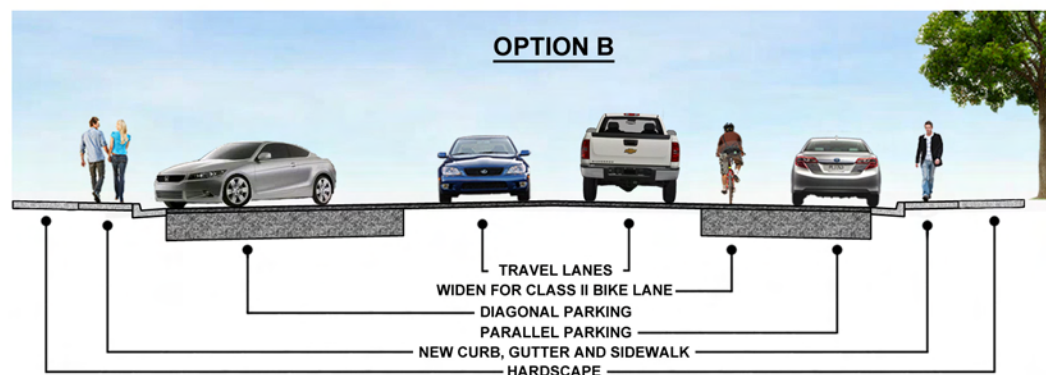 OPTION B
TRAVEL LANES
WIDEN FOR CLASS II BIKE LANE
DIAGONAL PARKING
PARALLEL PARKING
NEW CURB, GUTTER AND SIDEWALK
HARDSCAPE